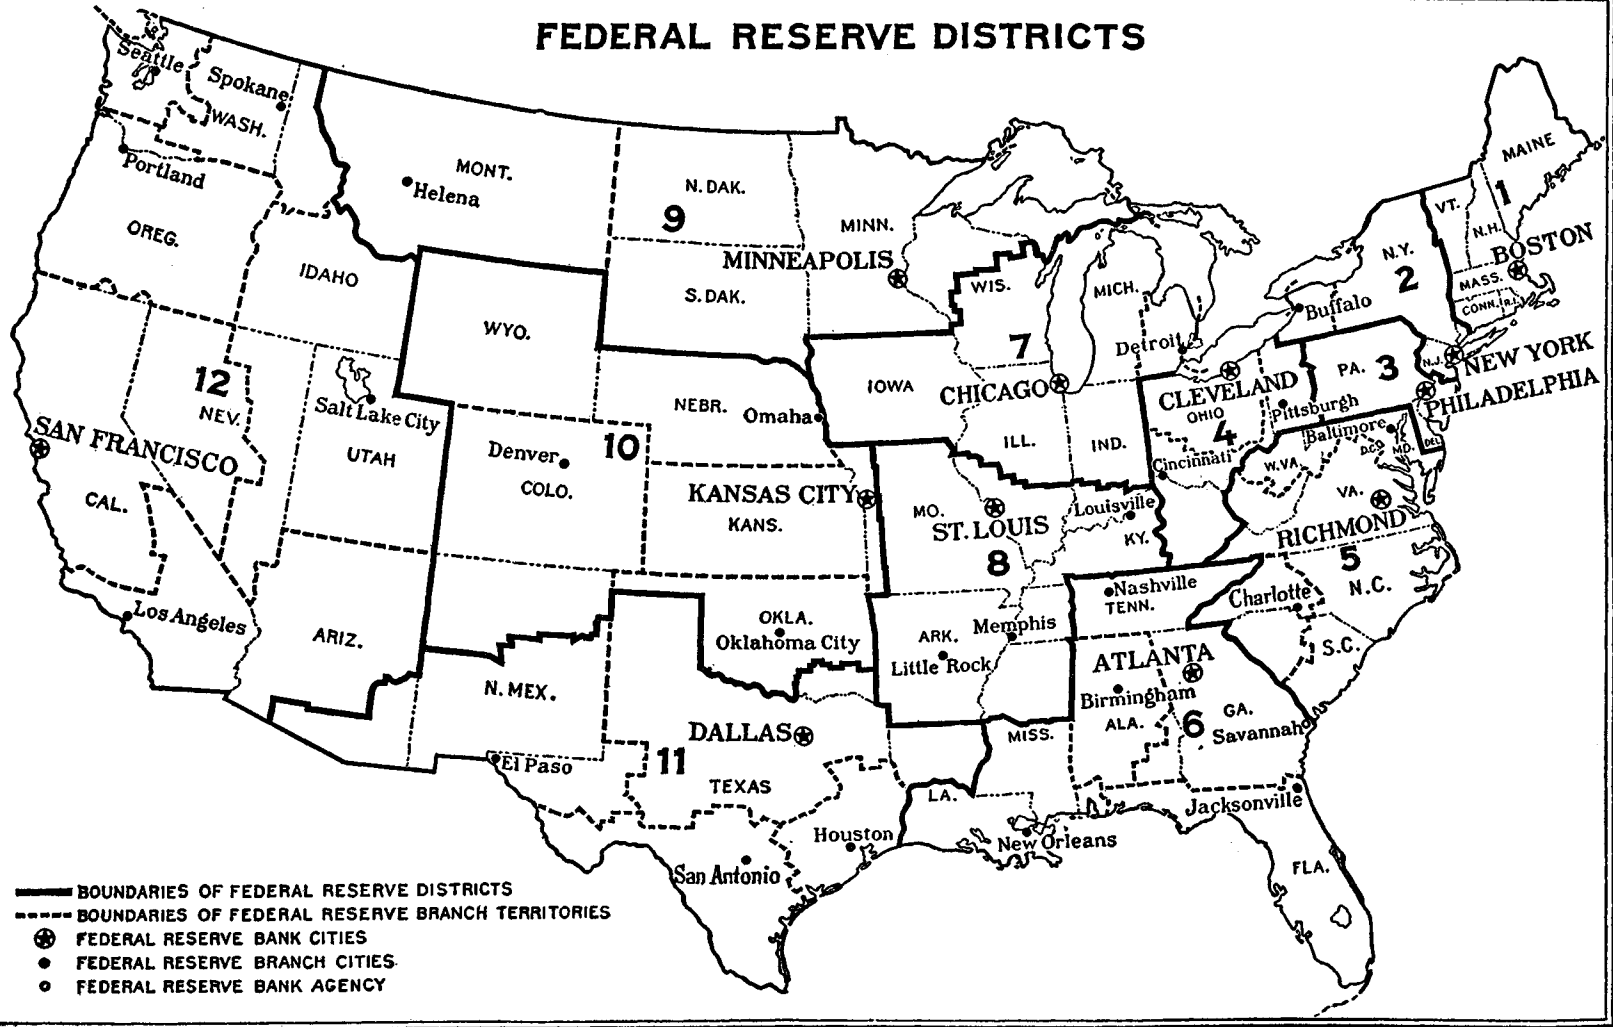 FEDERAL RESERVE DISTRICTS
Seattle
Spokane
WASH.
Portland
OREG.
IDAHO
MONT.
Helena
N. DAK.
9
MINN.
MINNEAPOLIS
S. DAK.
WYO.
WIS.
MICH.
7
Detroit
IOWA
CHICAGO
ILL.
IND.
MAINE
VT.
1
N.H.
BOSTON
MASS.
CONN.
R.I.
N.Y.
2
Buffalo
NEW YORK
N.J.
PA.
3
PHILADELPHIA
CLEVELAND
OHIO
4
Pittsburgh
Cincinnati
Baltimore
D.C.
MD.
DEL.
W.VA.
VA.
RICHMOND
5
N.C.
Charlotte
S.C.
12
NEV.
SAN FRANCISCO
CAL.
Salt Lake City
UTAH
Los Angeles
ARIZ.
NEBR.
Omaha
10
Denver
COLO.
KANSAS CITY
KANS.
MO.
ST. LOUIS
8
Louisville
KY.
Nashville
TENN.
OKLA.
Oklahoma City
ARK.
Memphis
Little Rock
ATLANTA
Birmingham
ALA.
6
GA.
Savannah
N. MEX.
El Paso
DALLAS
11
TEXAS
MISS.
LA.
Jacksonville
Houston
New Orleans
San Antonio
FLA.
BOUNDARIES OF FEDERAL RESERVE DISTRICTS
BOUNDARIES OF FEDERAL RESERVE BRANCH TERRITORIES
FEDERAL RESERVE BANK CITIES
FEDERAL RESERVE BRANCH CITIES
FEDERAL RESERVE BANK AGENCY